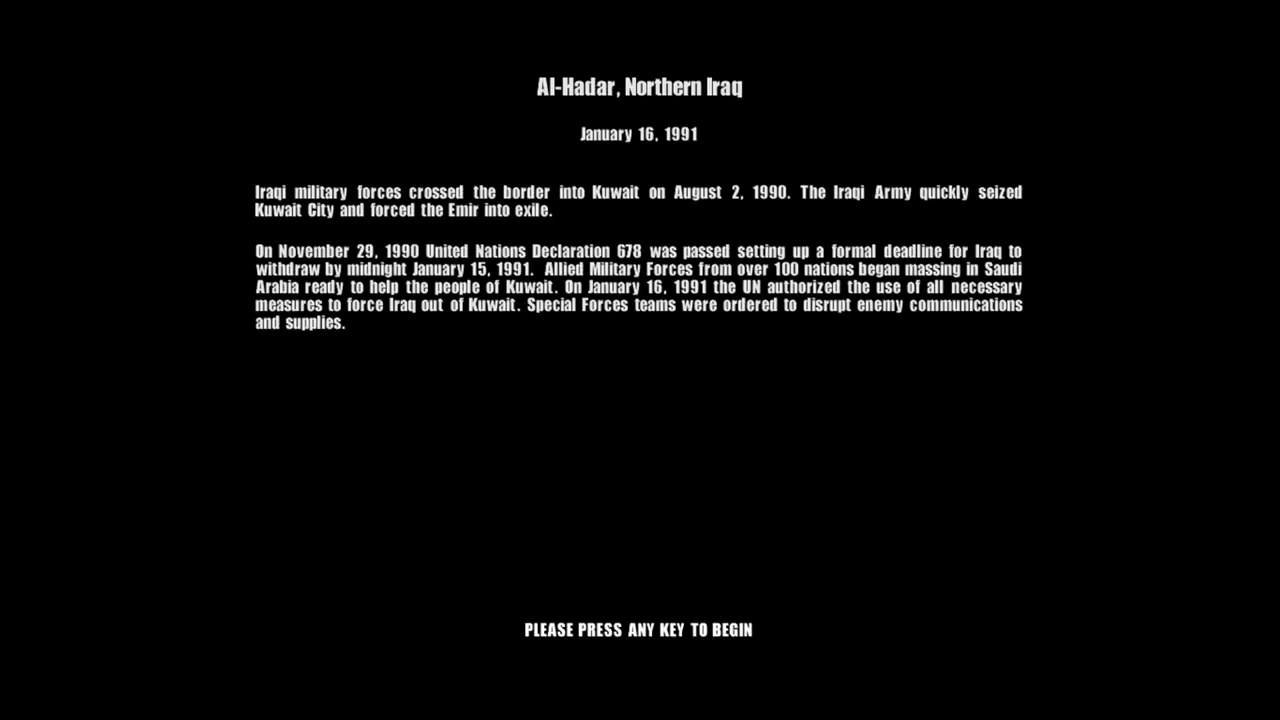 Al-Hadar, Northern Iraq
January 16, 1991
Iraqi military forces crossed the border into Kuwait on August 2, 1990. The Iraqi Army quickly seized
Kuwait City and forced the Emir into exile.
On November 29, 1990 United Nations Declaration 678 was passed setting up a formal deadline for Iraq to
withdraw by midnight January 15, 1991.  Allied Military Forces from over 100 nations began massing in Saudi
Arabia ready to help the people of Kuwait. On January 16, 1991 the UN authorized the use of all necessary
measures to force Iraq out of Kuwait. Special Forces teams were ordered to disrupt enemy communications
and supplies.
PLEASE PRESS ANY KEY TO BEGIN